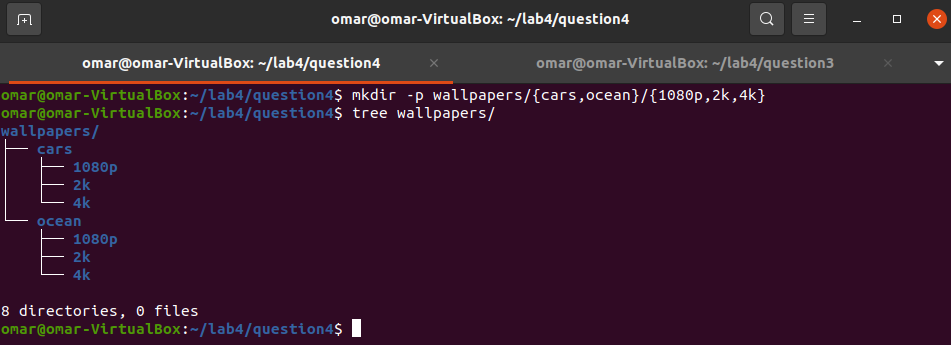 omar@omar-VirtualBox: ~/lab4/question4
omar@omar-VirtualBox: ~/lab4/question4 × omar@omar-VirtualBox: ~/lab4/question3 ×
omar@omar-VirtualBox:~/lab4/question4$ mkdir -p wallpapers/{cars,ocean}/{1080p,2k,4k}
omar@omar-VirtualBox:~/lab4/question4$ tree wallpapers/
wallpapers/
├── cars
│   ├── 1080p
│   ├── 2k
│   └── 4k
└── ocean
    ├── 1080p
    ├── 2k
    └── 4k
8 directories, 0 files
omar@omar-VirtualBox:~/lab4/question4$